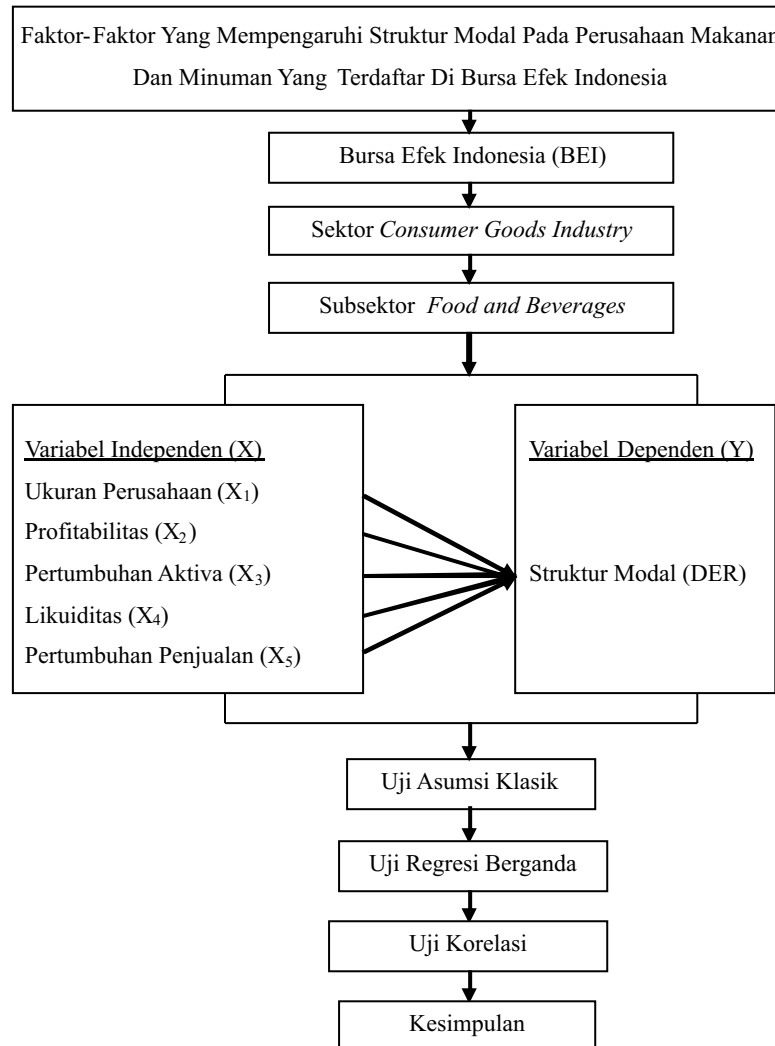 Faktor-Faktor Yang Mempengaruhi Struktur Modal Pada Perusahaan Makanan
Dan Minuman Yang Terdaftar Di Bursa Efek Indonesia
Bursa Efek Indonesia (BEI)
Sektor Consumer Goods Industry
Subsektor Food and Beverages
Variabel Independen (X)
Ukuran Perusahaan (X₁)
Profitabilitas (X₂)
Pertumbuhan Aktiva (X₃)
Likuiditas (X₄)
Pertumbuhan Penjualan (X₅)
Variabel Dependen (Y)
Struktur Modal (DER)
Uji Asumsi Klasik
Uji Regresi Berganda
Uji Korelasi
Kesimpulan